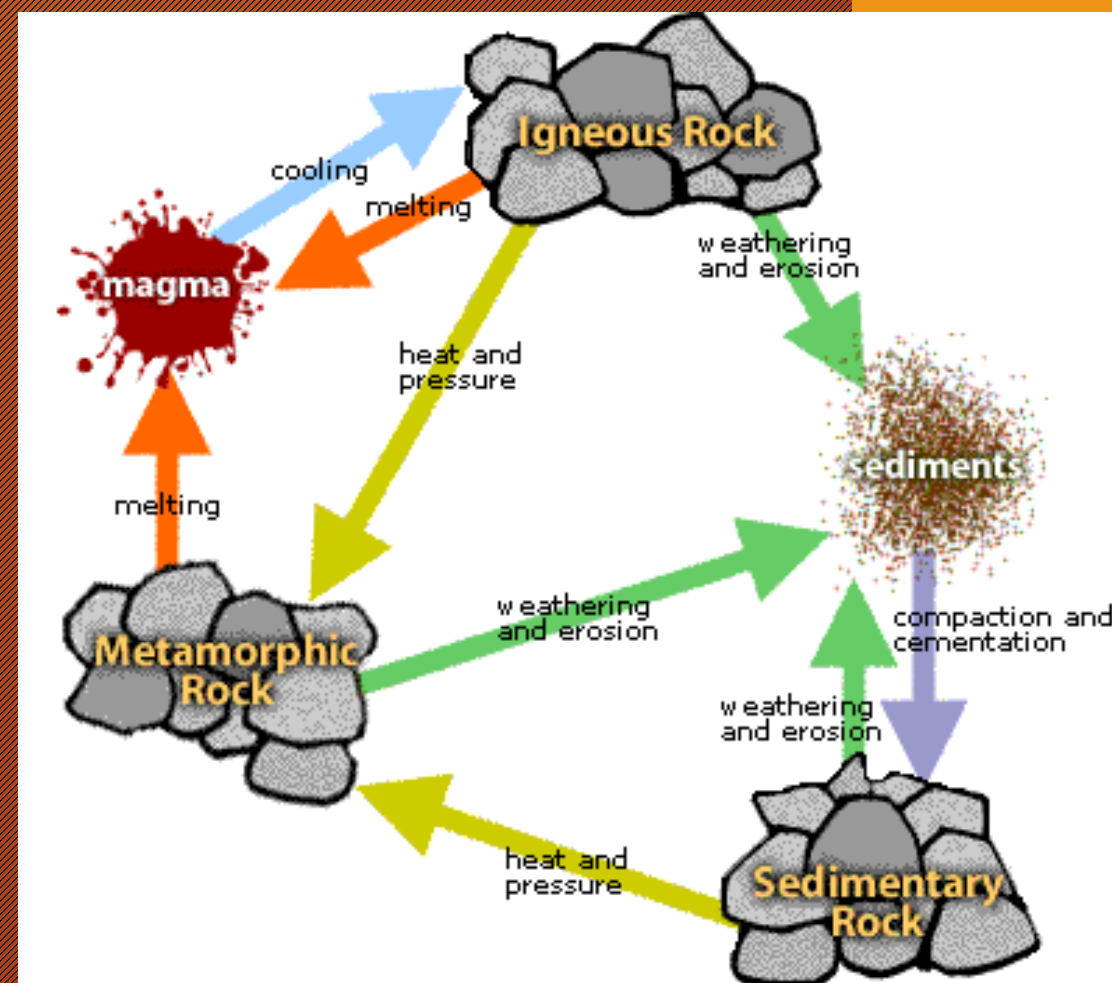 Igneous Rock
cooling
melting
weathering
and erosion
magma
heat and
pressure
sediments
melting
weathering
and erosion
compaction and
cementation
Metamorphic
Rock
weathering
and erosion
heat and
pressure
Sedimentary
Rock